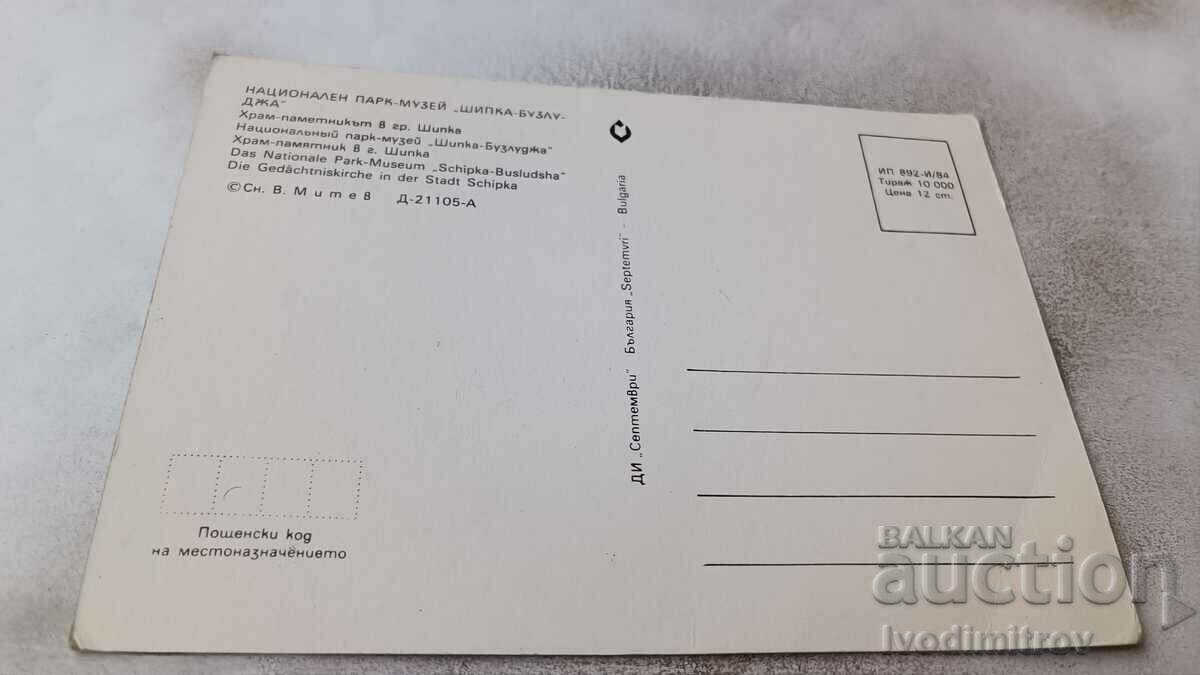 НАЦИОНАЛЕН ПАРК-МУЗЕЙ „ШИПКА-БУЗЛУ-
ДЖА"
Храм-паметникът в гр. Шипка
Национальный парк-музей „Шипка-Бузлуджа"
Храм-памятник в г. Шипка
Das Nationale Park-Museum „Schipka-Busludsha"
Die Gedächtniskirche in der Stadt Schipka
© Сн. В. Митев Д-21105-А
ДИ „Септември" България „Septemvri" - Bulgaria
ИП 892-И/84
Тираж 10 000
Цена 12 ст.
Пощенски код
на местоназначението
BALKAN
auction
Ivodimitrov